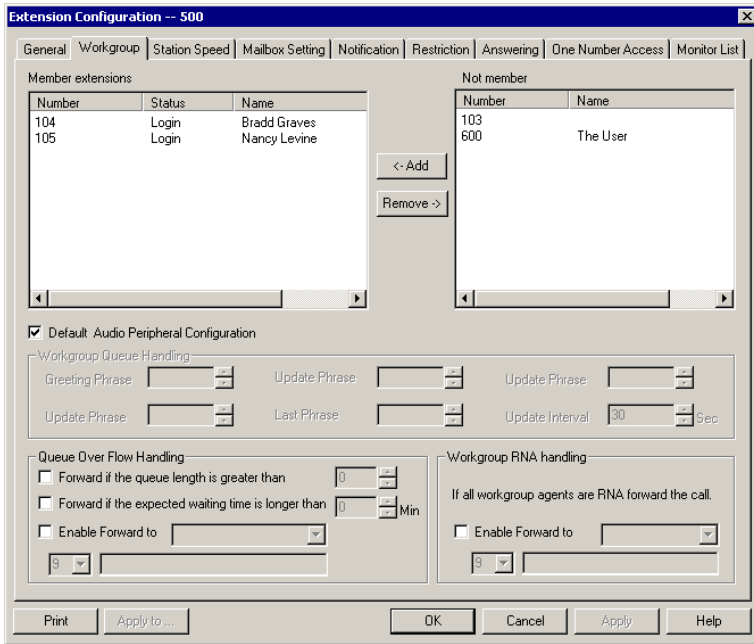 Extension Configuration -- 500
General Workgroup Station Speed Mailbox Setting Notification Restriction Answering One Number Access Monitor List
Member extensions
Number Status Name
104 Login Bradd Graves
105 Login Nancy Levine
<- Add
Remove ->
Not member
Number Name
103
600 The User
Default Audio Peripheral Configuration
Workgroup Queue Handling
Greeting Phrase Update Phrase Update Phrase
Update Phrase Last Phrase Update Interval 30 Sec
Queue Over Flow Handling
Forward if the queue length is greater than 0
Forward if the expected waiting time is longer than 0 Min
Enable Forward to
9
Workgroup RNA handling
If all workgroup agents are RNA forward the call.
Enable Forward to
9
Print Apply to ... OK Cancel Apply Help